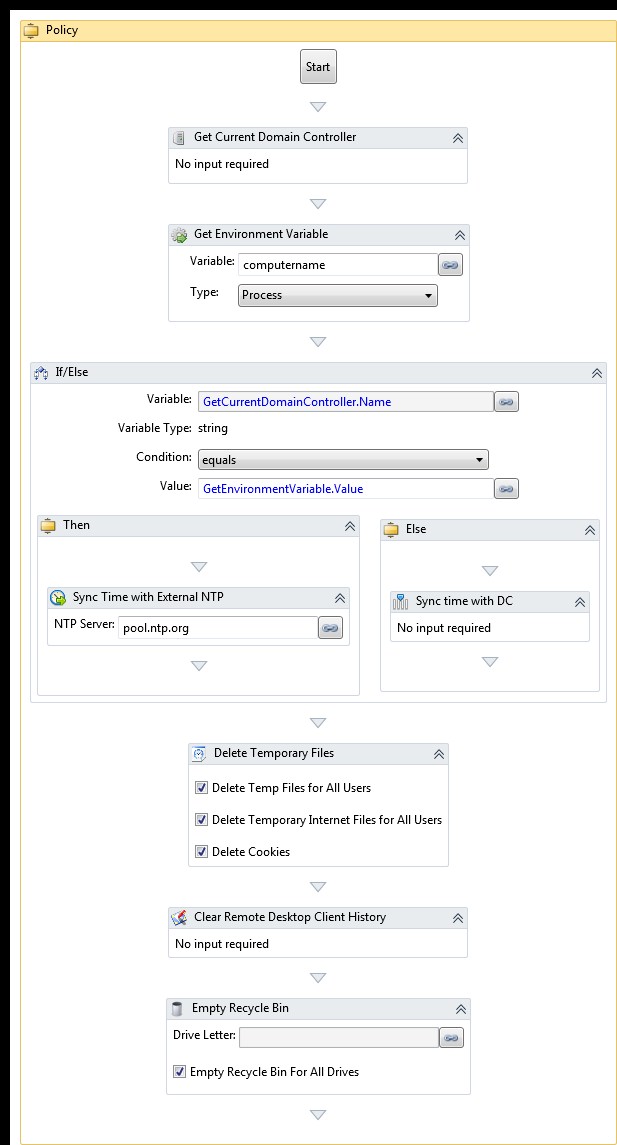 Policy
Start
Get Current Domain Controller
No input required
Get Environment Variable
Variable: computername
Type: Process
If/Else
Variable: GetCurrentDomainController.Name
Variable Type: string
Condition: equals
Value: GetEnvironmentVariable.Value
Then
Sync Time with External NTP
NTP Server: pool.ntp.org
Else
Sync time with DC
No input required
Delete Temporary Files
Delete Temp Files for All Users
Delete Temporary Internet Files for All Users
Delete Cookies
Clear Remote Desktop Client History
No input required
Empty Recycle Bin
Drive Letter:
Empty Recycle Bin For All Drives